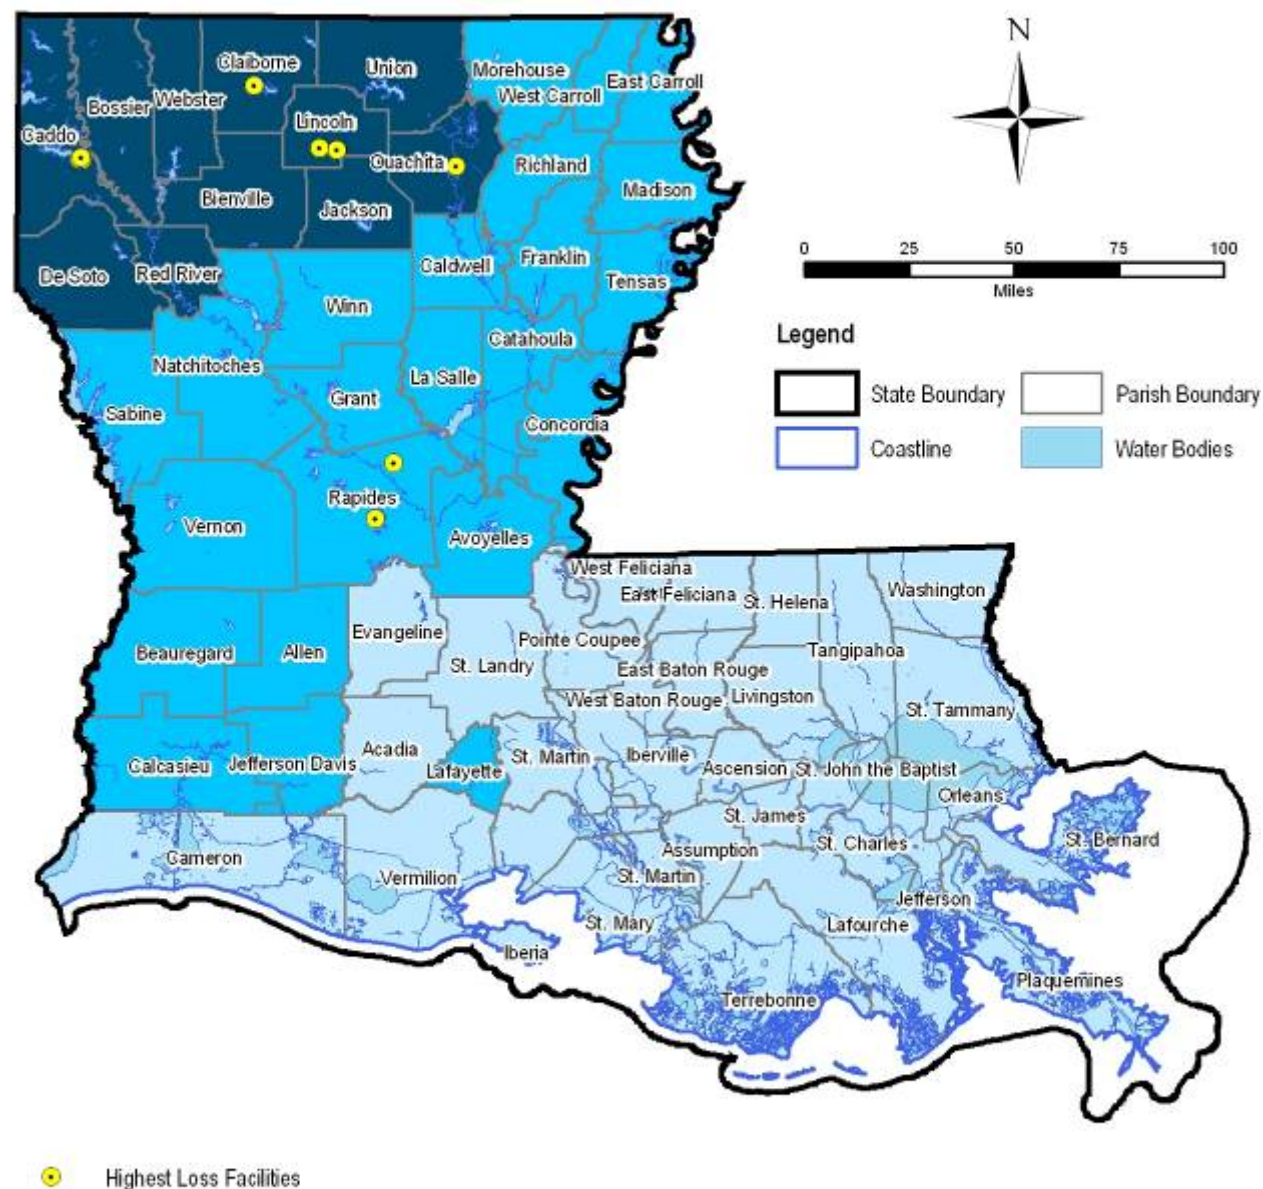 N
Claiborne
Union
Morehouse
East Carroll
Bossier
Webster
West Carroll
Caddo
Lincoln
Ouachita
Richland
Madison
Bienville
Jackson
De Soto
Red River
Caldwell
Franklin
Tensas
0 25 50 75 100
Miles
Winn
Catahoula
Legend
Natchitoches
La Salle
Grant
State Boundary
Parish Boundary
Sabine
Concordia
Coastline
Water Bodies
Rapides
Vernon
Avoyelles
West Feliciana
East Feliciana
St. Helena
Washington
Evangeline
Pointe Coupee
Beauregard
Allen
St. Landry
Tangipahoa
East Baton Rouge
West Baton Rouge
Livingston
St. Tammany
Acadia
St. Martin
Iberville
Calcasieu
Jefferson Davis
Lafayette
Ascension
St. John the Baptist
Orleans
St. James
St. Bernard
Cameron
Assumption
St. Charles
Vermilion
St. Martin
Jefferson
St. Mary
Lafourche
Iberia
Plaquemines
Terrebonne
Highest Loss Facilities